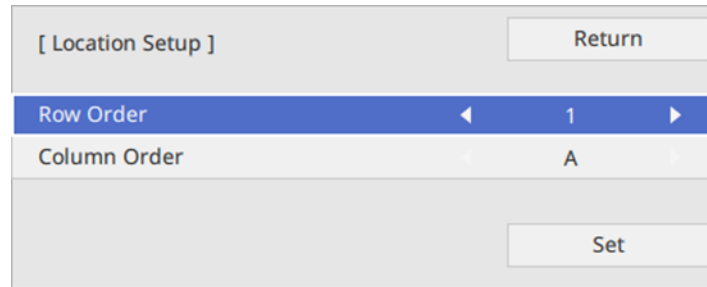 [ Location Setup ]
Return
Row Order 1
Column Order A
Set